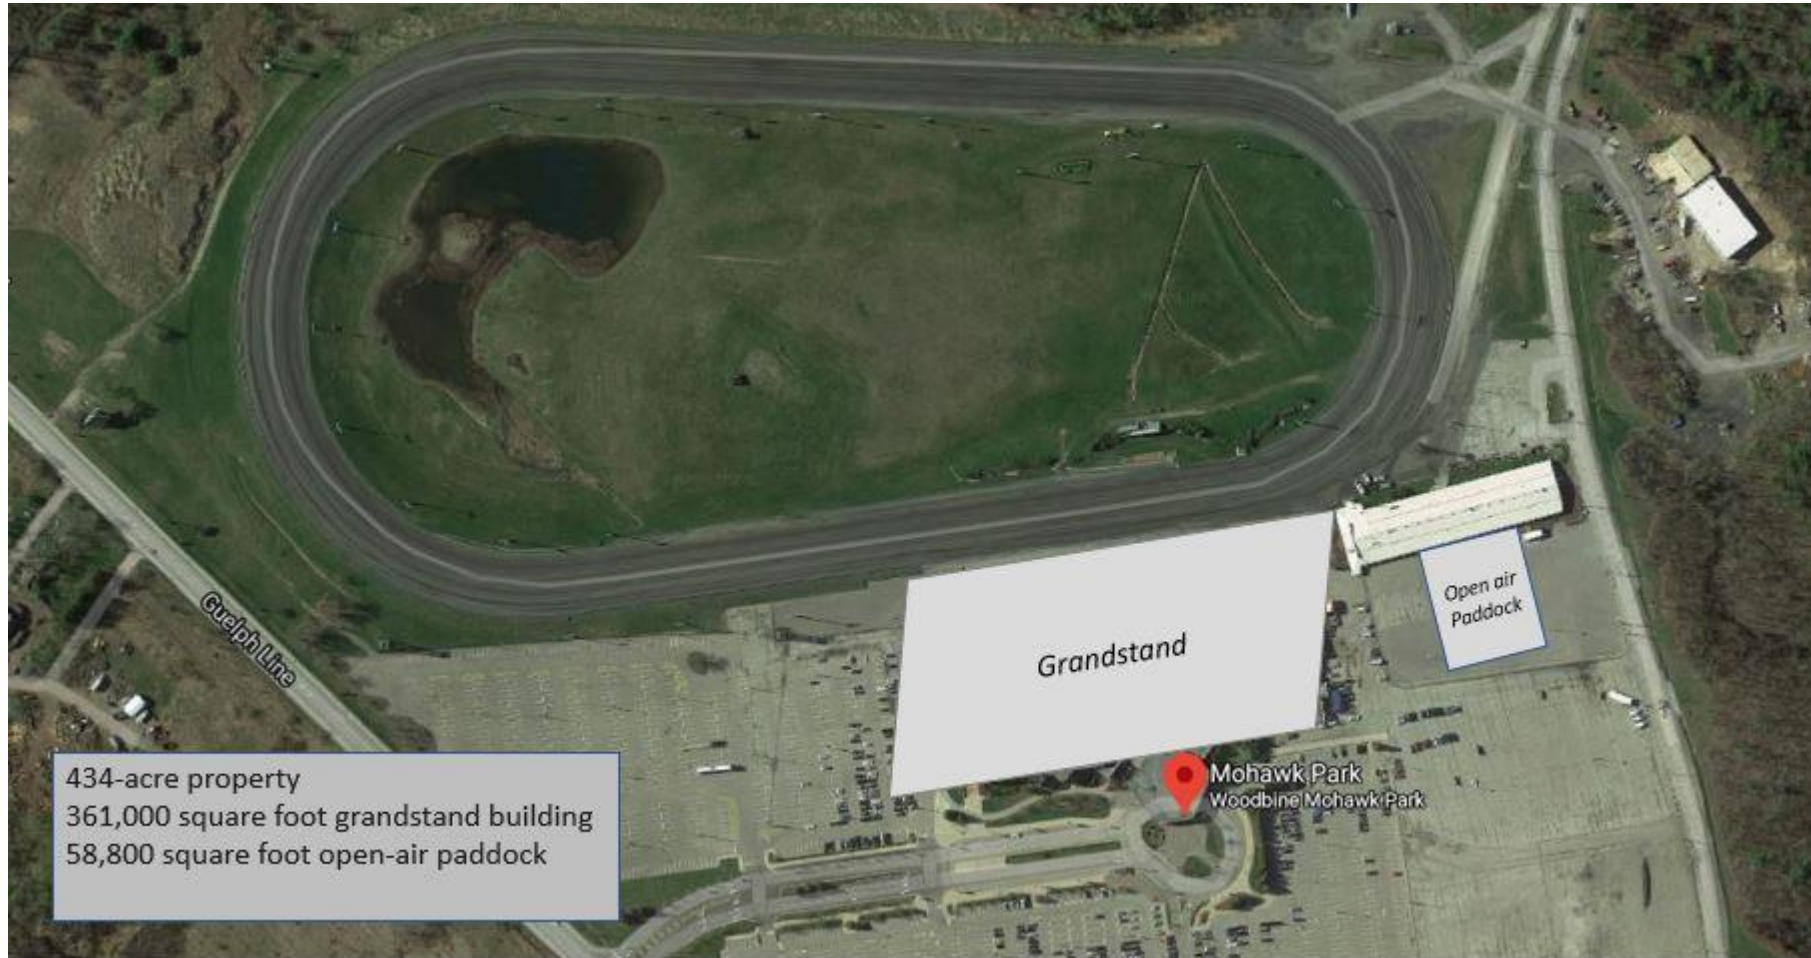 Open air
Paddock
Grandstand
Guelph Line
Mohawk Park
Woodbine Mohawk Park
434-acre property
361,000 square foot grandstand building
58,800 square foot open-air paddock